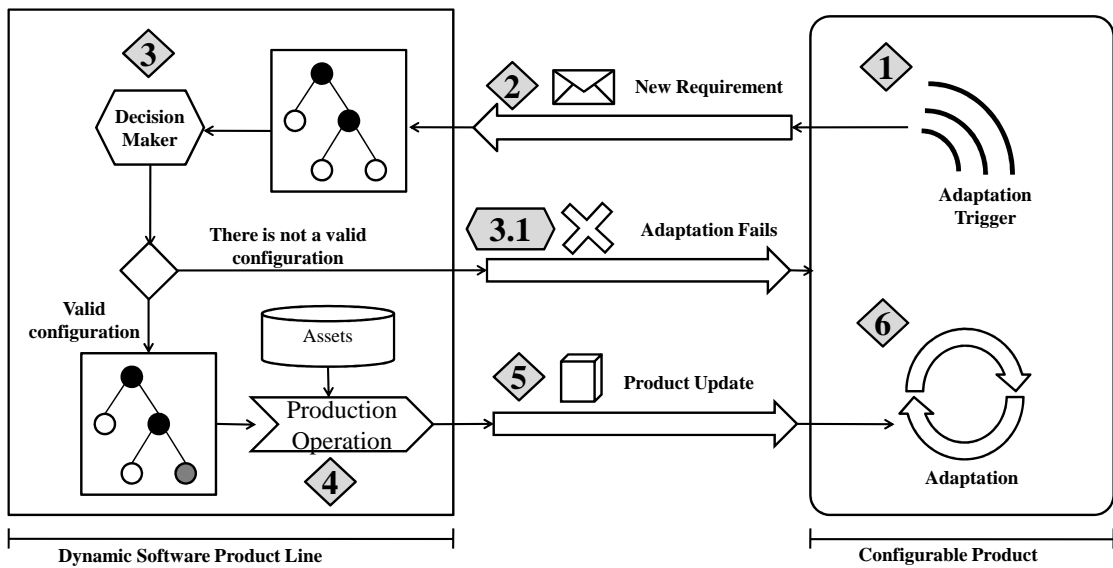 3
Decision
Maker
2
New Requirement
1
Adaptation
Trigger
There is not a valid
configuration
3.1
Adaptation Fails
Valid
configuration
Assets
Production
Operation
4
5
Product Update
6
Adaptation
Dynamic Software Product Line
Configurable Product